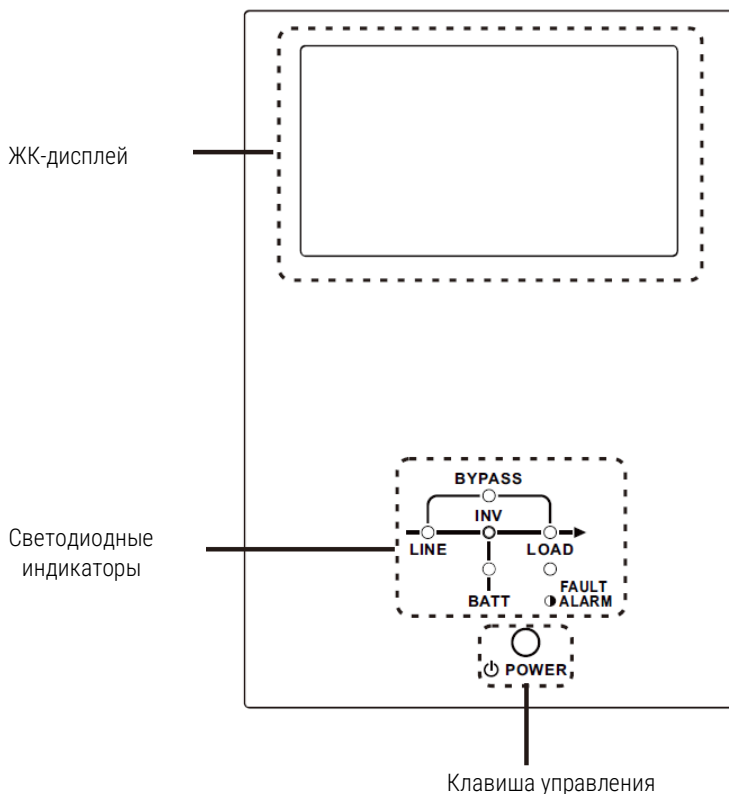 ЖК-дисплей
BYPASS
INV
LINE
LOAD
Светодиодные
индикаторы
BATT
FAULT
ALARM
POWER
Клавиша управления